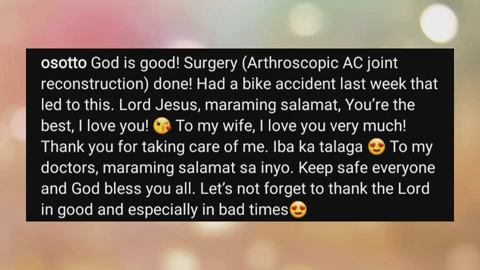 osotto God is good! Surgery (Arthroscopic AC joint
reconstruction) done! Had a bike accident last week that
led to this. Lord Jesus, maraming salamat, You’re the
best, I love you! 😘 To my wife, I love you very much!
Thank you for taking care of me. Iba ka talaga 😍 To my
doctors, maraming salamat sa inyo. Keep safe everyone
and God bless you all. Let’s not forget to thank the Lord
in good and especially in bad times😍